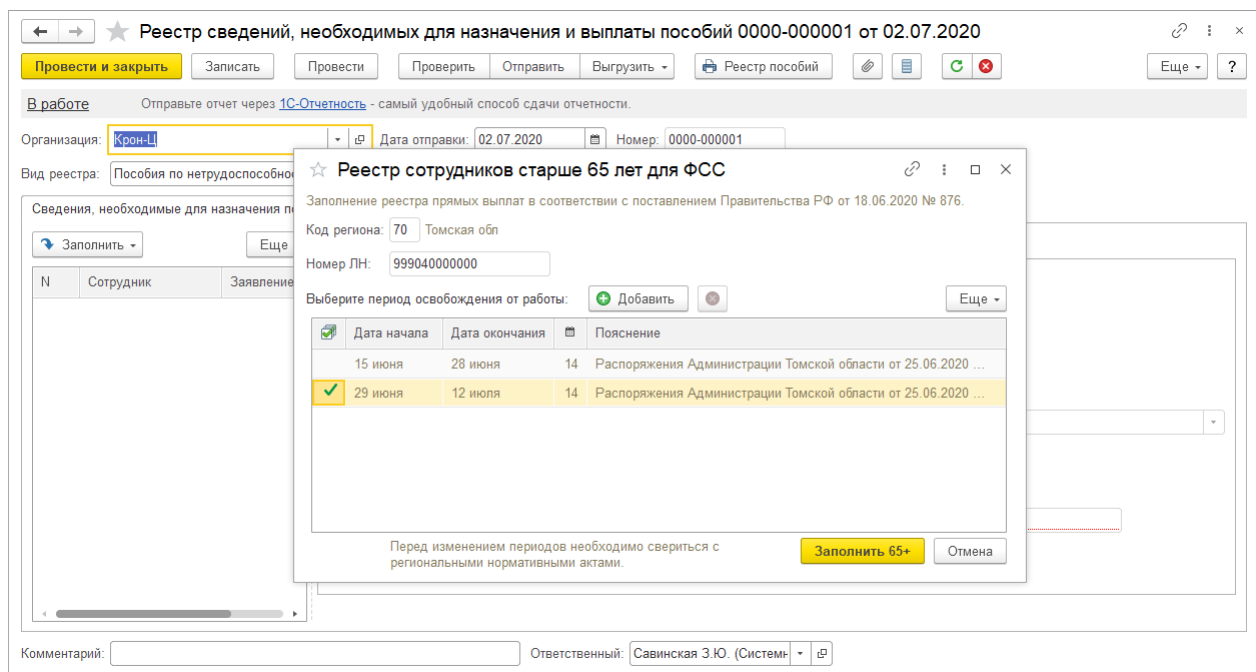 Реестр сведений, необходимых для назначения и выплаты пособий 0000-000001 от 02.07.2020
Провести и закрыть Записать Провести Проверить Отправить Выгрузить Реестр пособий Еще ?
В работе Отправьте отчет через 1С-Отчетность - самый удобный способ сдачи отчетности.
Организация: Крон-Ц Дата отправки: 02.07.2020 Номер: 0000-000001
Вид реестра: Пособия по нетрудоспособнос
Сведения, необходимые для назначения по
Заполнить Еще
N Сотрудник Заявление
Реестр сотрудников старше 65 лет для ФСС
Заполнение реестра прямых выплат в соответствии с поставлением Правительства РФ от 18.06.2020 № 876.
Код региона: 70 Томская обл
Номер ЛН: 999040000000
Выберите период освобождения от работы: Добавить Еще
Дата начала Дата окончания Пояснение
15 июня 28 июня 14 Распоряжения Администрации Томской области от 25.06.2020 ...
29 июня 12 июля 14 Распоряжения Администрации Томской области от 25.06.2020 ...
Перед изменением периодов необходимо свериться с
региональными нормативными актами.
Заполнить 65+ Отмена
Комментарий: Ответственный: Савинская З.Ю. (Системн